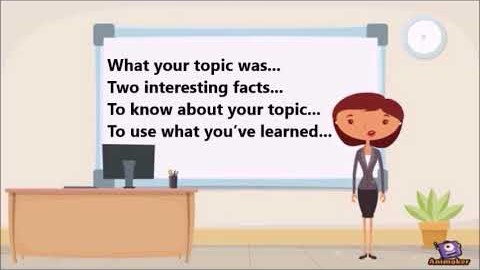 What your topic was...
Two interesting facts...
To know about your topic...
To use what you’ve learned...
Animaker